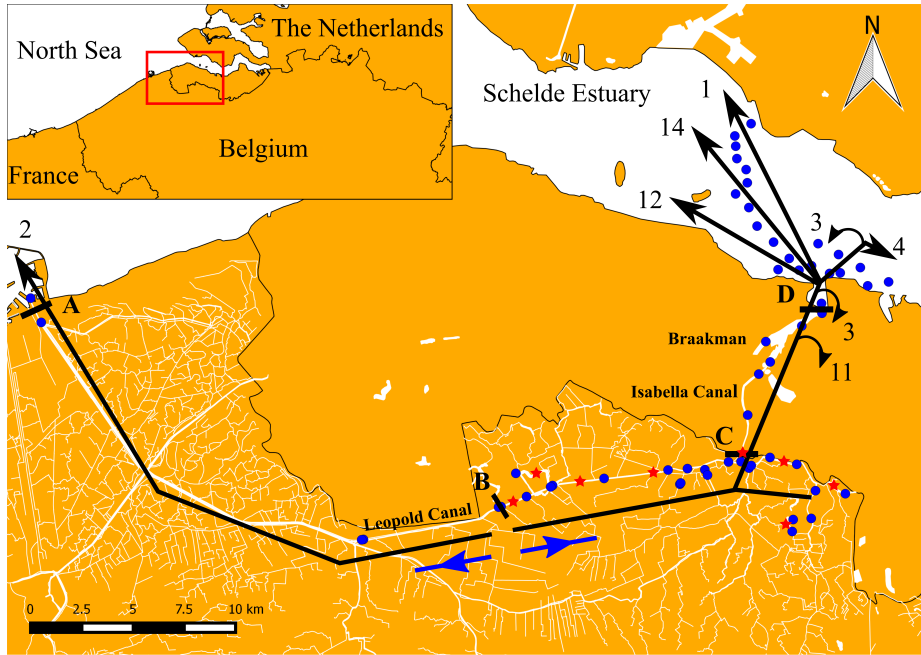 North Sea
The Netherlands
Belgium
France
Schelde Estuary
N
1
14
12
3
4
2
A
D
3
Braakman
11
Isabella Canal
C
B
Leopold Canal
0 2.5 5 7.5 10 km